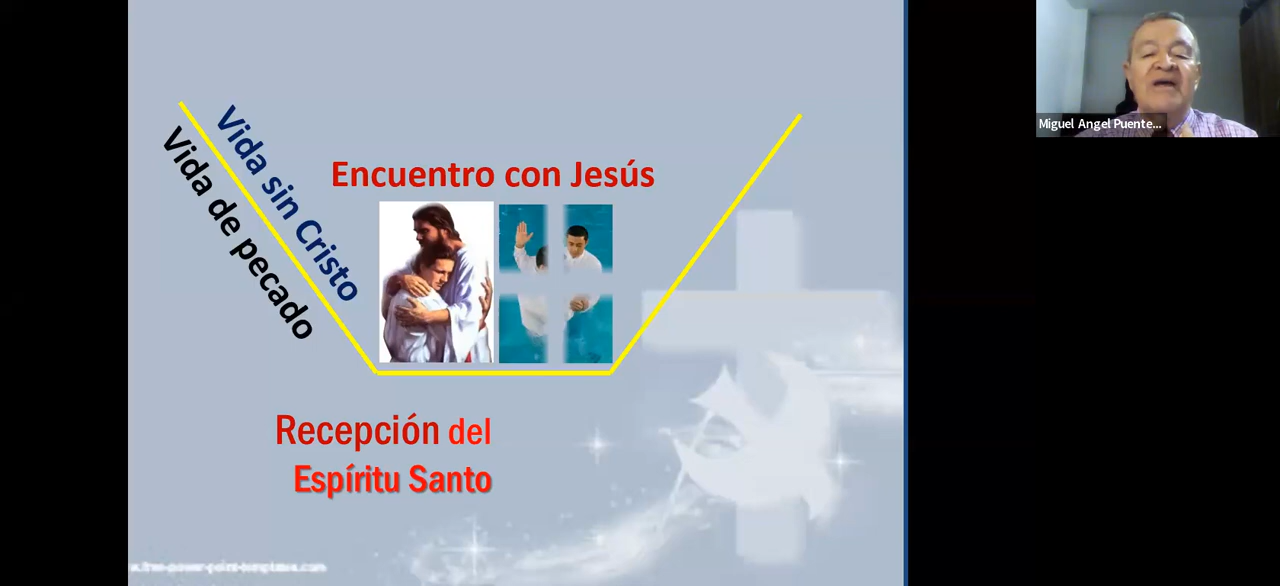 Vida sin Cristo
Vida de pecado
Encuentro con Jesús
Recepción del
Espíritu Santo
Miguel Angel Puente...